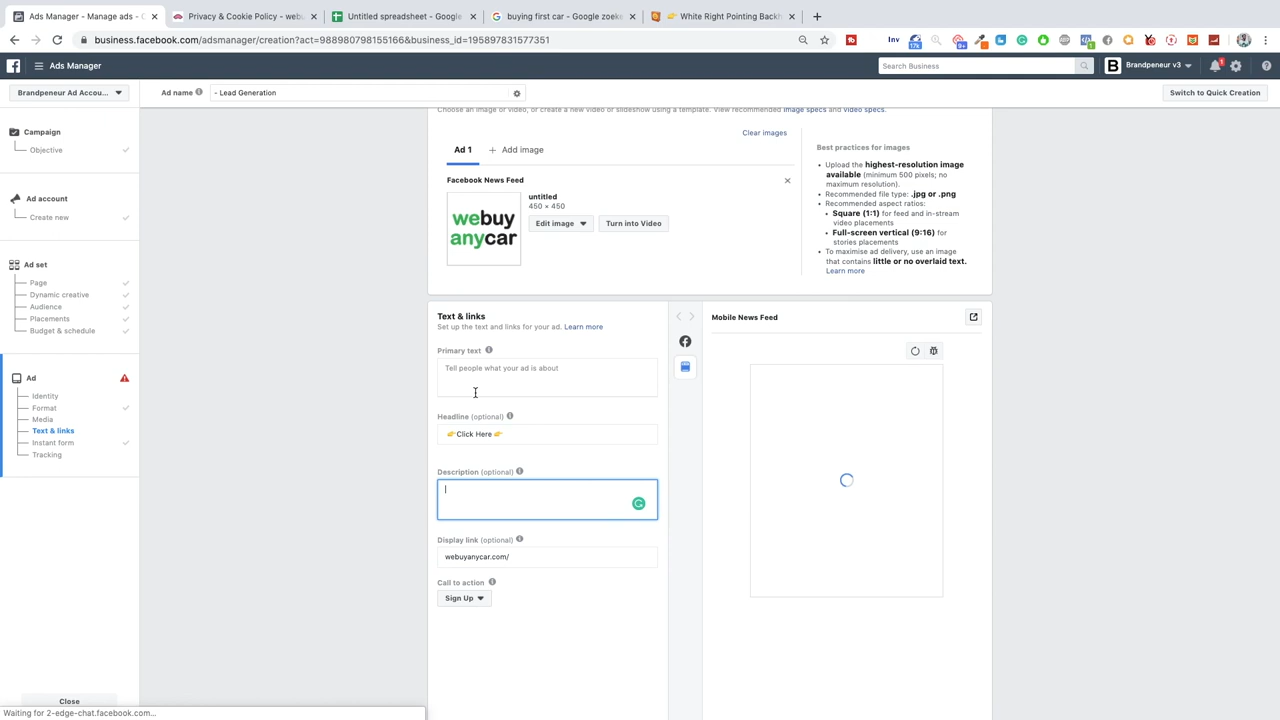 Ads Manager - Manage ads - C
Privacy & Cookie Policy - webu
Untitled spreadsheet - Google
buying first car - Google zoeke
White Right Pointing Backh
business.facebook.com/adsmanager/creation?act=988980798155166&business_id=195897831577351
Inv
17k
9+
1
Ads Manager
Search Business
B
Brandpeneur v3
1
Brandpeneur Ad Accou...
Ad name
- Lead Generation
Switch to Quick Creation
Campaign
Objective
Ad account
Create new
Ad set
Page
Dynamic creative
Audience
Placements
Budget & schedule
Ad
Identity
Format
Media
Text & links
Instant form
Tracking
Close
Waiting for 2-edge-chat.facebook.com...
Choose an image or video, or create a new video or slideshow using a template. View recommended image specs and video specs.
Clear images
Ad 1
Add image
Facebook News Feed
webuy
anycar
untitled
450 × 450
Edit image
Turn into Video
Best practices for images
• Upload the highest-resolution image
available (minimum 500 pixels; no
maximum resolution).
• Recommended file type: .jpg or .png
• Recommended aspect ratios:
• Square (1:1) for feed and in-stream
video placements
• Full-screen vertical (9:16) for
stories placements
• To maximise ad delivery, use an image
that contains little or no overlaid text.
Learn more
Text & links
Set up the text and links for your ad. Learn more
Primary text
Tell people what your ad is about
Headline (optional)
👉Click Here 👉
Description (optional)
Display link (optional)
webuyanycar.com/
Call to action
Sign Up
Mobile News Feed